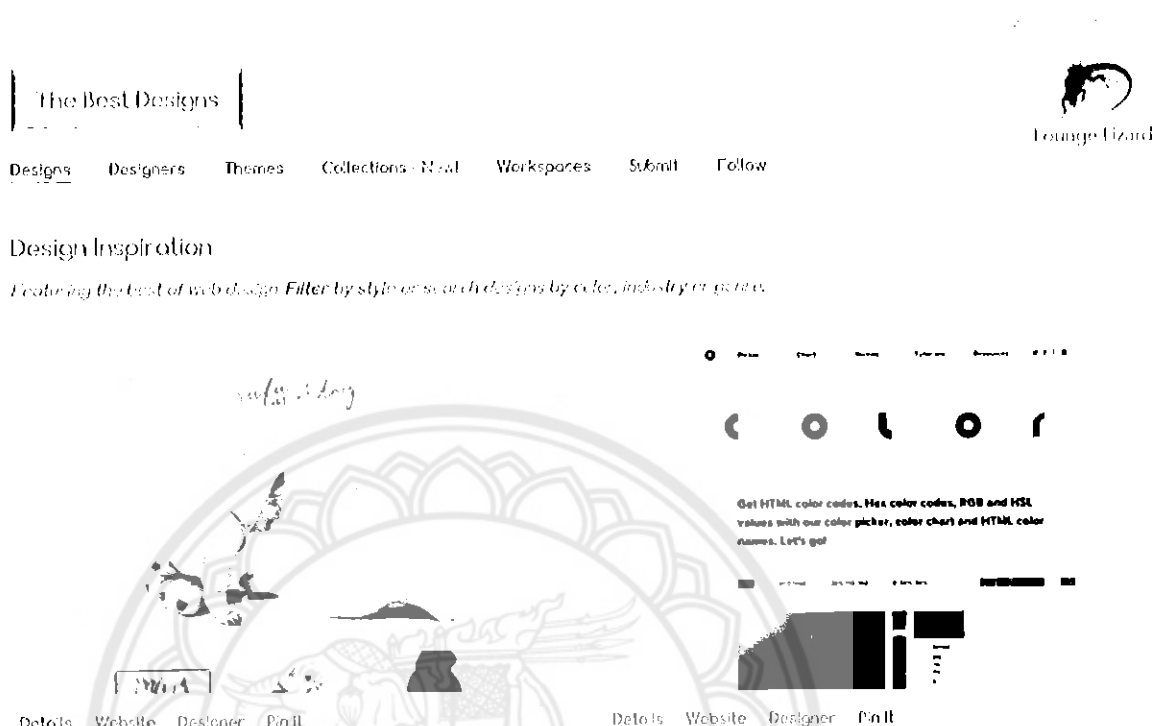 The Best Designs
Lounge Lizard
Designs Designers Themes Collections - New! Workspaces Submit Follow
Design Inspiration
Featuring the best of web design. Filter by style or search designs by color, industry or genre.
C o l o r
Get HTML color codes, Hex color codes, RGB and HSL
values with our color picker, color chart and HTML color
names. Let's go!
Details Website Designer Pin It
Details Website Designer Pin It